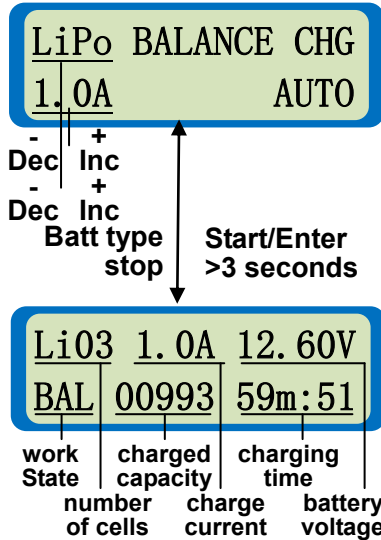 LiPo BALANCE CHG
1.0A AUTO
- +
Dec Inc
- +
Dec Inc
Batt type Start/Enter
stop >3 seconds
Li03 1.0A 12.60V
BAL 00993 59m:51
work charged charging
State capacity time
number charge battery
of cells current voltage